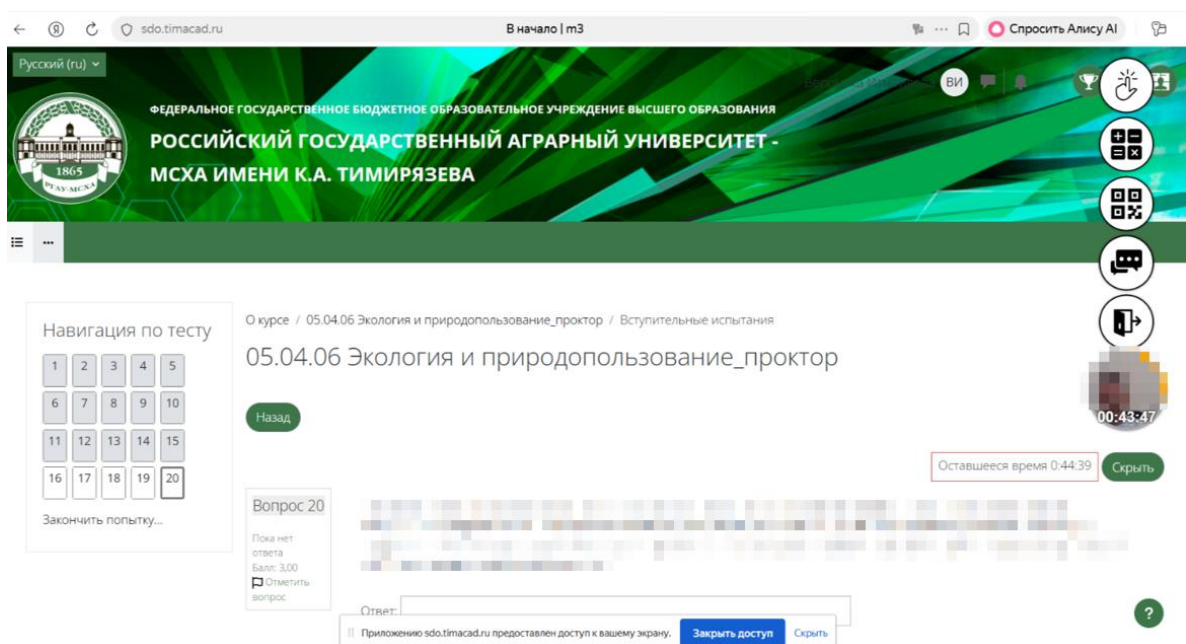 sdo.timacad.ru
В начало | m3
Спросить Алису AI
Русский (ru)
ВИ
ФЕДЕРАЛЬНОЕ ГОСУДАРСТВЕННОЕ БЮДЖЕТНОЕ ОБРАЗОВАТЕЛЬНОЕ УЧРЕЖДЕНИЕ ВЫСШЕГО ОБРАЗОВАНИЯ
РОССИЙСКИЙ ГОСУДАРСТВЕННЫЙ АГРАРНЫЙ УНИВЕРСИТЕТ -
МСХА ИМЕНИ К.А. ТИМИРЯЗЕВА
1865
РГАУ-МСХА
Навигация по тесту
1 2 3 4 5
6 7 8 9 10
11 12 13 14 15
16 17 18 19 20
Закончить попытку...
О курсе / 05.04.06 Экология и природопользование_проктор / Вступительные испытания
05.04.06 Экология и природопользование_проктор
Назад
00:43:47
Оставшееся время 0:44:39
Скрыть
Вопрос 20
Пока нет
ответа
Балл: 3,00
Отметить
вопрос
Ответ:
?
Приложению sdo.timacad.ru предоставлен доступ к вашему экрану.
Закрыть доступ
Скрыть